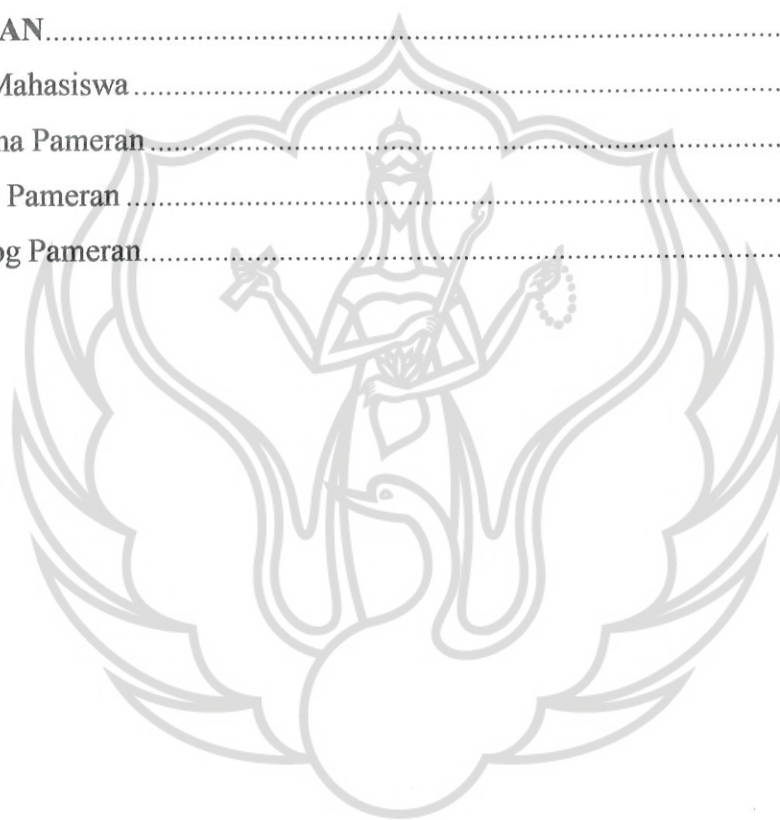 AN........................................................................................
Mahasiswa........................................................................................
na Pameran........................................................................................
Pameran........................................................................................
og Pameran........................................................................................